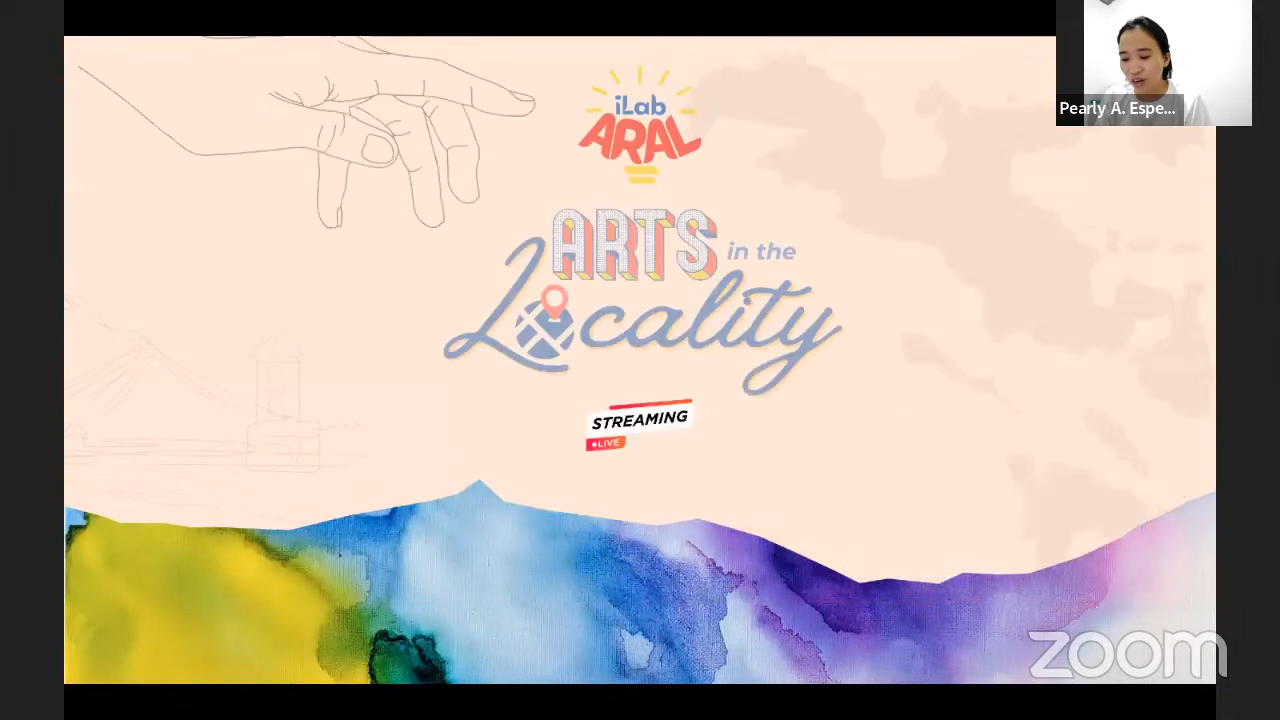 Pearly A. Espe...
iLab
ARAL
ARTS
in the
Locality
STREAMING
LIVE
zoom